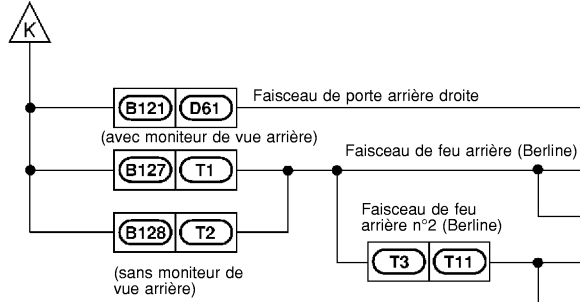 K
B121 D61 Faisceau de porte arrière droite
(avec moniteur de vue arrière)
B127 T1 Faisceau de feu arrière (Berline)
B128 T2
(sans moniteur de
vue arrière)
Faisceau de feu
arrière n°2 (Berline)
T3 T11